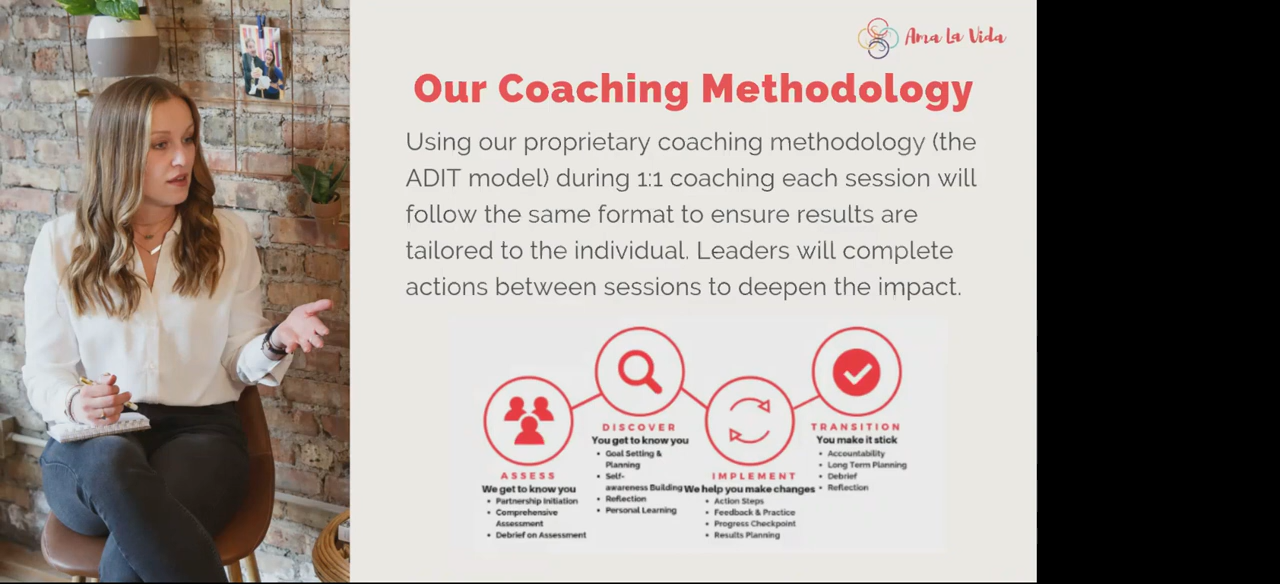 Ama La Vida
Our Coaching Methodology
Using our proprietary coaching methodology (the
ADIT model) during 1:1 coaching each session will
follow the same format to ensure results are
tailored to the individual. Leaders will complete
actions between sessions to deepen the impact.
ASSESS
We get to know you
• Partnership Initiation
• Comprehensive
Assessment
• Debrief on Assessment
DISCOVER
You get to know you
• Goal Setting &
Planning
• Self-
awareness Building
• Reflection
• Personal Learning
IMPLEMENT
We help you make changes
• Action Steps
• Feedback & Practice
• Progress Checkpoint
• Results Planning
TRANSITION
You make it stick
• Accountability
• Long Term Planning
• Debrief
• Reflection